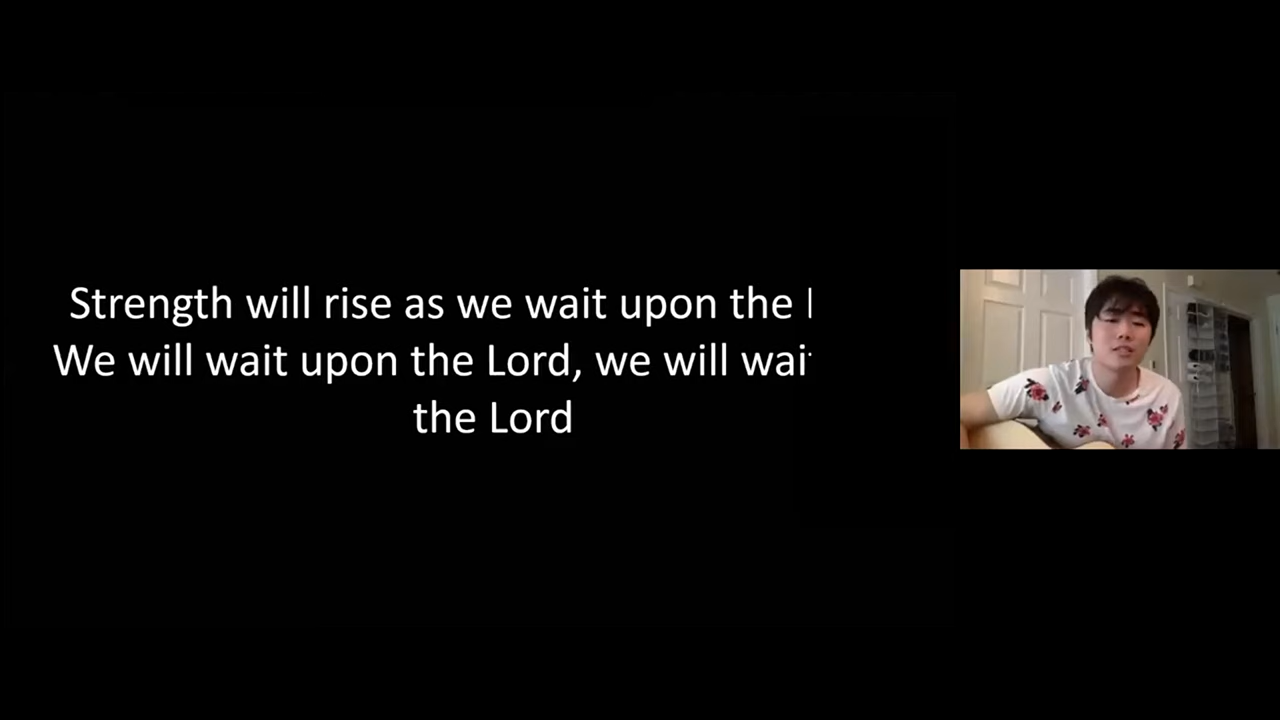 Strength will rise as we wait upon the
We will wait upon the Lord, we will wai
the Lord